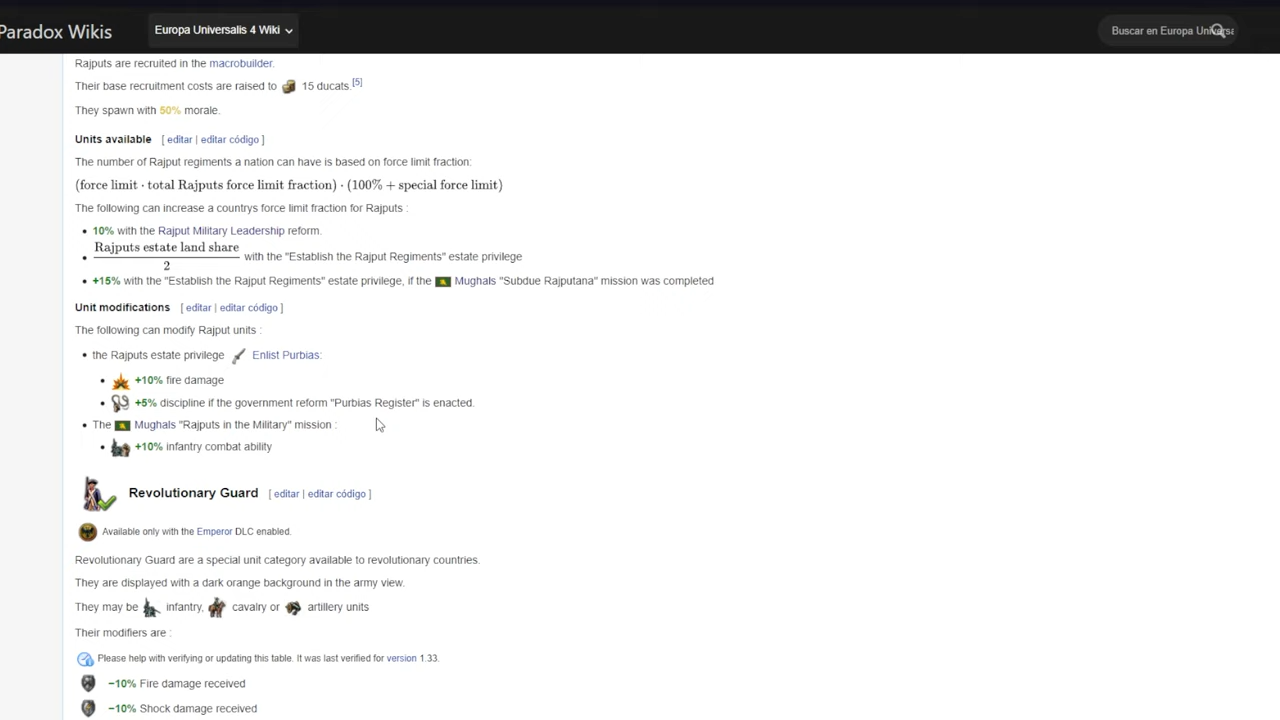 Paradox Wikis
Europa Universalis 4 Wiki
Buscar en Europa Universa
Rajputs are recruited in the macrobuilder.
Their base recruitment costs are raised to 15 ducats.[5]
They spawn with 50% morale.
Units available [ editar | editar código ]
The number of Rajput regiments a nation can have is based on force limit fraction:
(force limit · total Rajputs force limit fraction) · (100% + special force limit)
The following can increase a countrys force limit fraction for Rajputs :
10% with the Rajput Military Leadership reform.
Rajputs estate land share
2
with the "Establish the Rajput Regiments" estate privilege
+15% with the "Establish the Rajput Regiments" estate privilege, if the Mughals "Subdue Rajputana" mission was completed
Unit modifications [ editar | editar código ]
The following can modify Rajput units :
the Rajputs estate privilege Enlist Purbias:
+10% fire damage
+5% discipline if the government reform "Purbias Register" is enacted.
The Mughals "Rajputs in the Military" mission :
+10% infantry combat ability
Revolutionary Guard [ editar | editar código ]
Available only with the Emperor DLC enabled.
Revolutionary Guard are a special unit category available to revolutionary countries.
They are displayed with a dark orange background in the army view.
They may be infantry, cavalry or artillery units
Their modifiers are :
Please help with verifying or updating this table. It was last verified for version 1.33.
−10% Fire damage received
−10% Shock damage received